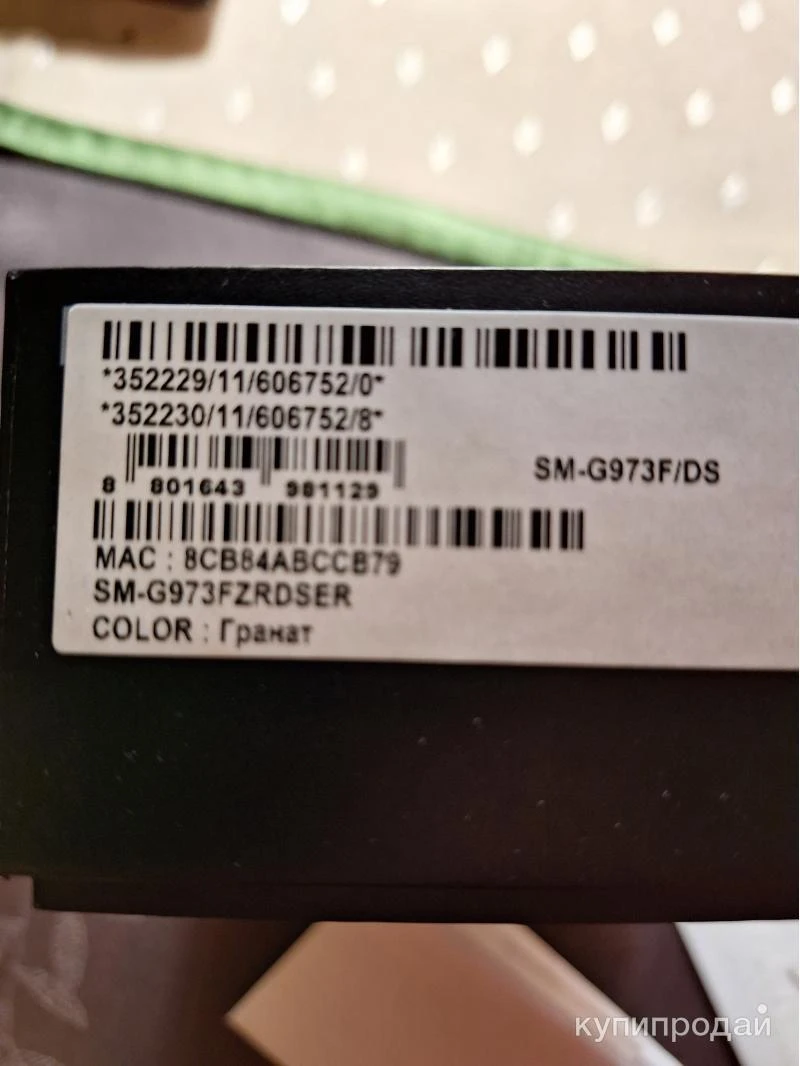 *352229/11/606752/0*
*352230/11/606752/8*
8 801643 981129
SM-G973F/DS
MAC : 8CB84ABCCB79
SM-G973FZRDSER
COLOR : Гранат
купипродай